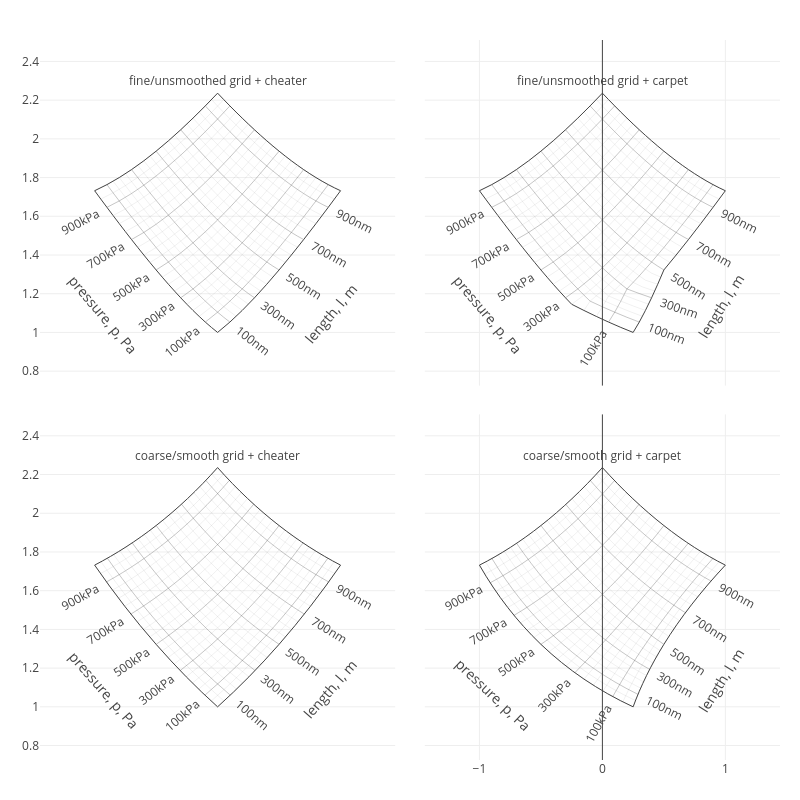 2.4
2.2
2
1.8
1.6
1.4
1.2
1
0.8
fine/unsmoothed grid + cheater
900kPa
700kPa
500kPa
300kPa
100kPa
pressure, p, Pa
100nm
300nm
500nm
700nm
900nm
length, l, m
fine/unsmoothed grid + carpet
900kPa
700kPa
500kPa
300kPa
100kPa
pressure, p, Pa
100nm
300nm
500nm
700nm
900nm
length, l, m
2.4
2.2
2
1.8
1.6
1.4
1.2
1
0.8
coarse/smooth grid + cheater
900kPa
700kPa
500kPa
300kPa
100kPa
pressure, p, Pa
100nm
300nm
500nm
700nm
900nm
length, l, m
coarse/smooth grid + carpet
900kPa
700kPa
500kPa
300kPa
100kPa
pressure, p, Pa
100nm
300nm
500nm
700nm
900nm
length, l, m
−1
0
1